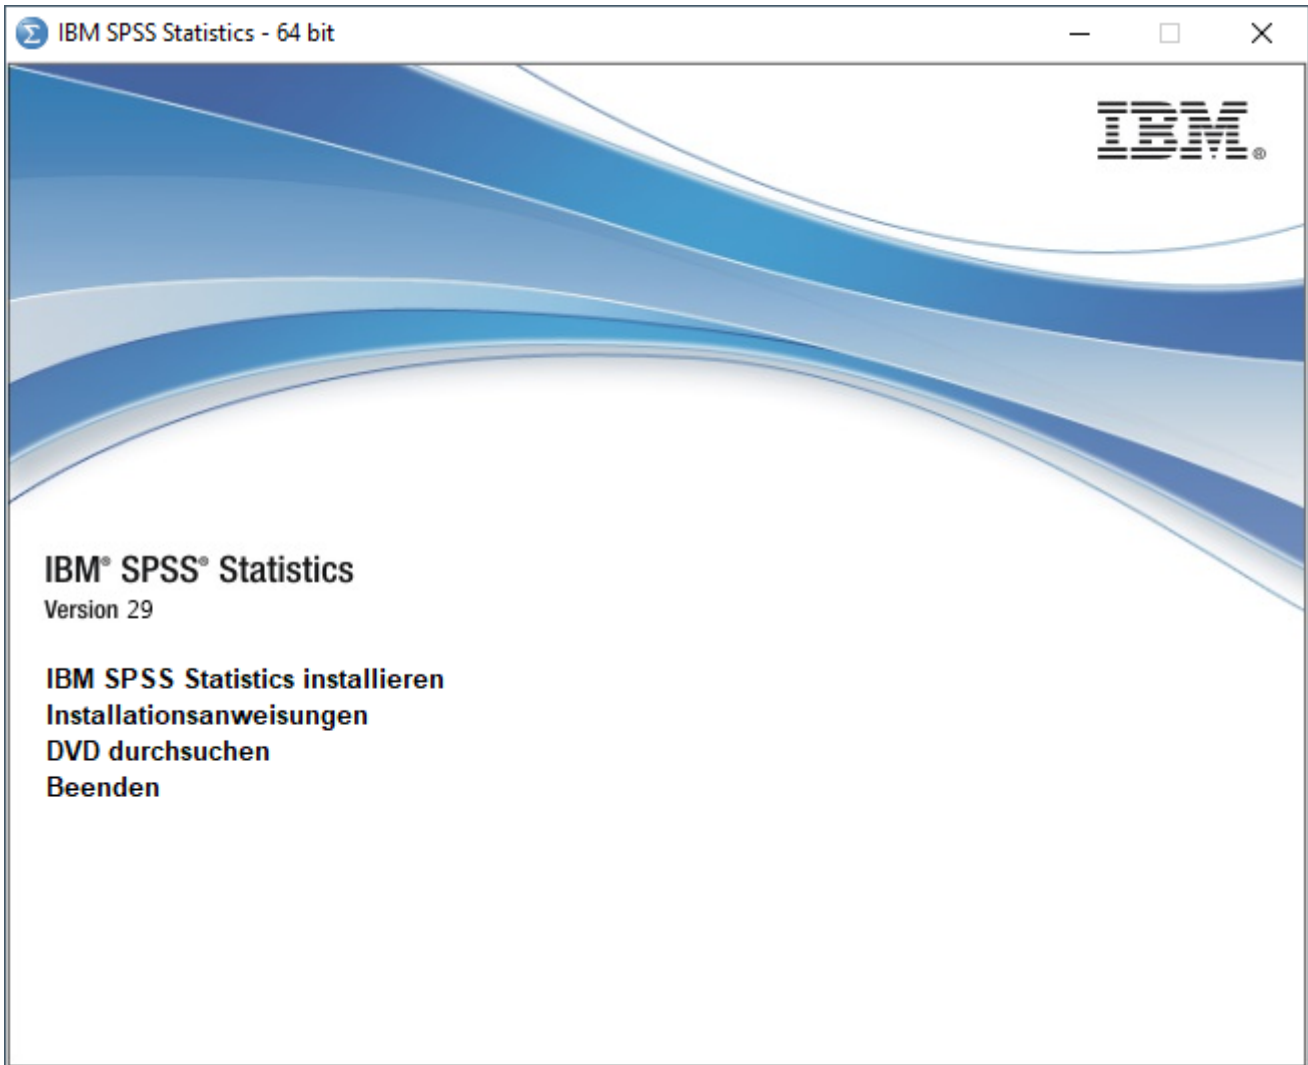 IBM SPSS Statistics - 64 bit
IBM®
IBM® SPSS® Statistics
Version 29
IBM SPSS Statistics installieren
Installationsanweisungen
DVD durchsuchen
Beenden